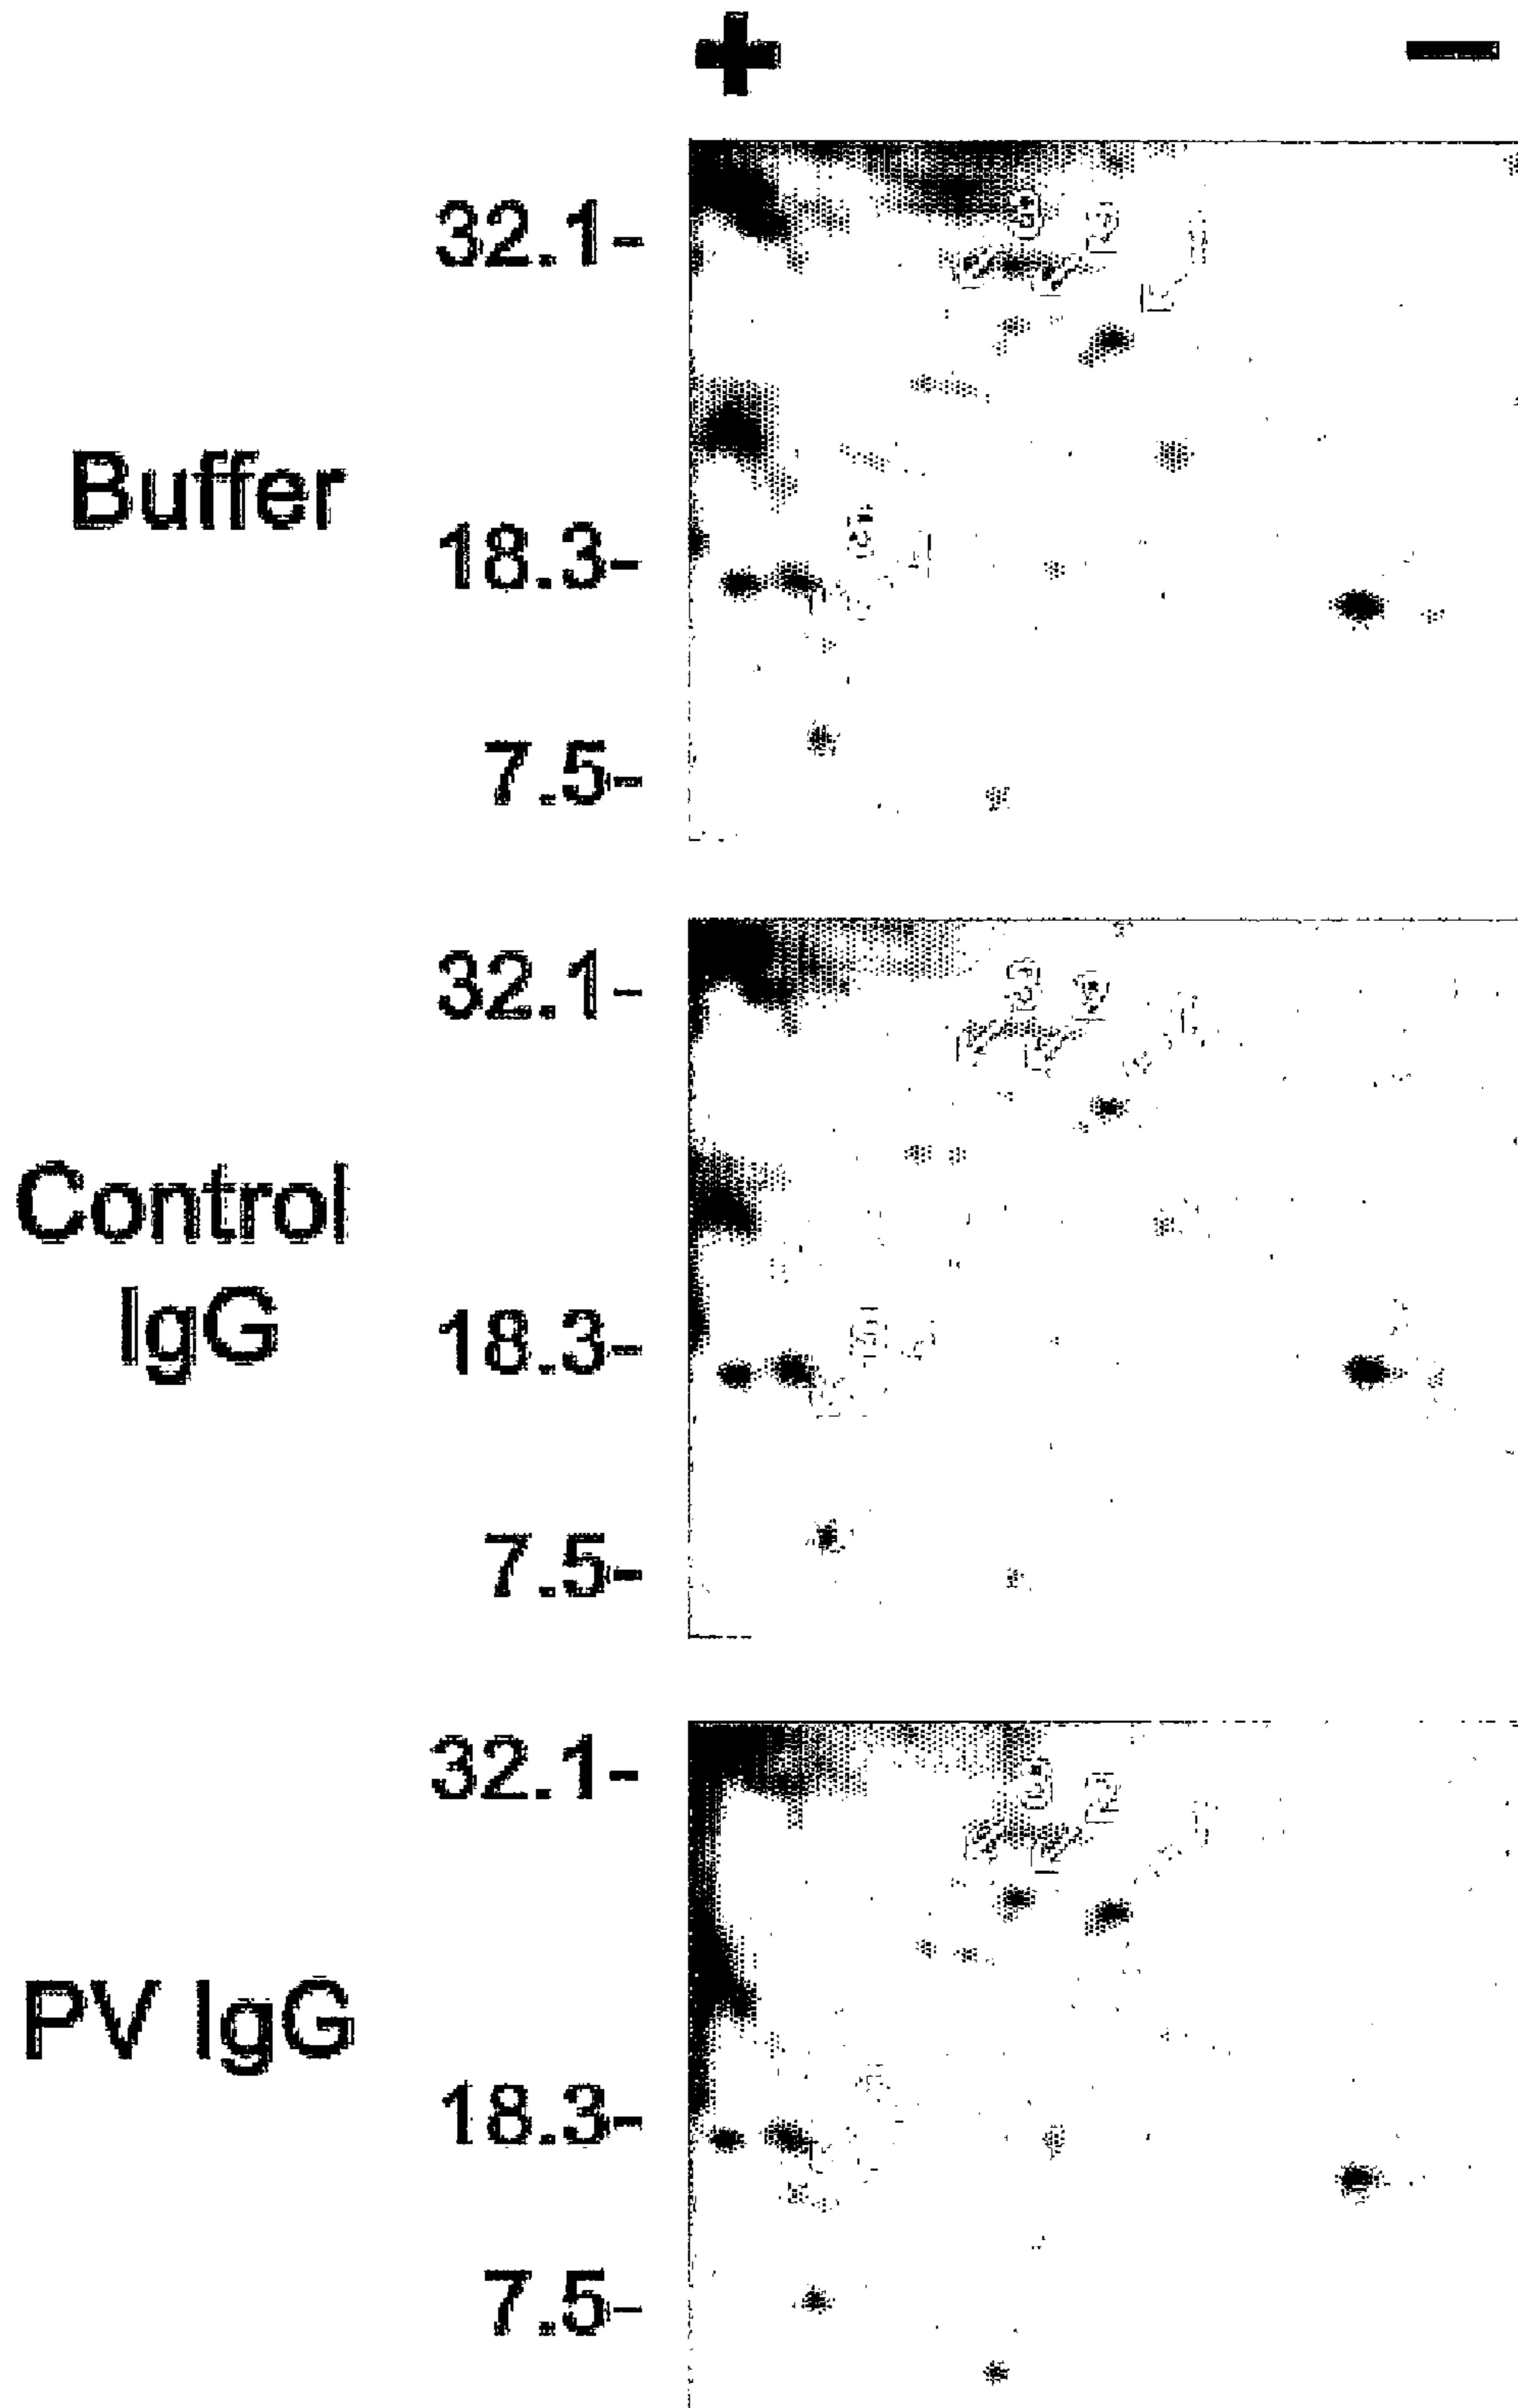 + −
32.1-
Buffer
18.3-
7.5-
32.1-
Control
IgG
18.3-
7.5-
32.1-
PV IgG
18.3-
7.5-